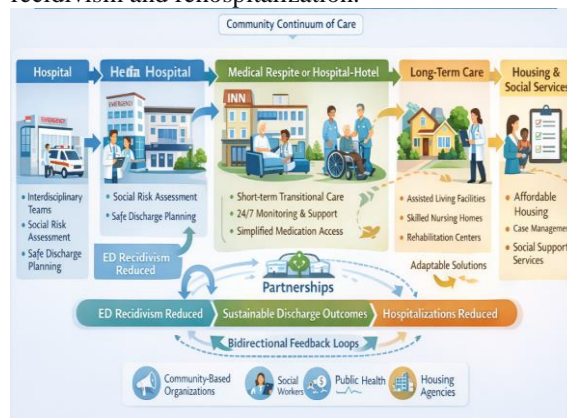 recidivism and rehospitalization.
Community Continuum of Care
Hospital
EMERGENCY
Interdisciplinary
Teams
Social Risk
Assessment
Safe Discharge
Planning
Hospital
EMERGENCY
Social Risk Assessment
Safe Discharge Planning
ED Recidivism
Reduced
Medical Respite or Hospital-Hotel
INN
Short-term Transitional Care
24/7 Monitoring & Support
Simplified Medication Access
Long-Term Care
Assisted Living Facilities
Skilled Nursing Homes
Rehabilitation Centers
Adaptable Solutions
Housing &
Social Services
Affordable
Housing
Case Managemen
Social Support
Services
Partnerships
ED Recidivism Reduced
Sustainable Discharge Outcomes
Hospitalizations Reduced
Bidirectional Feedback Loops
Community-Based
Organizations
Social
Workers
Public Health
Housing
Agencies